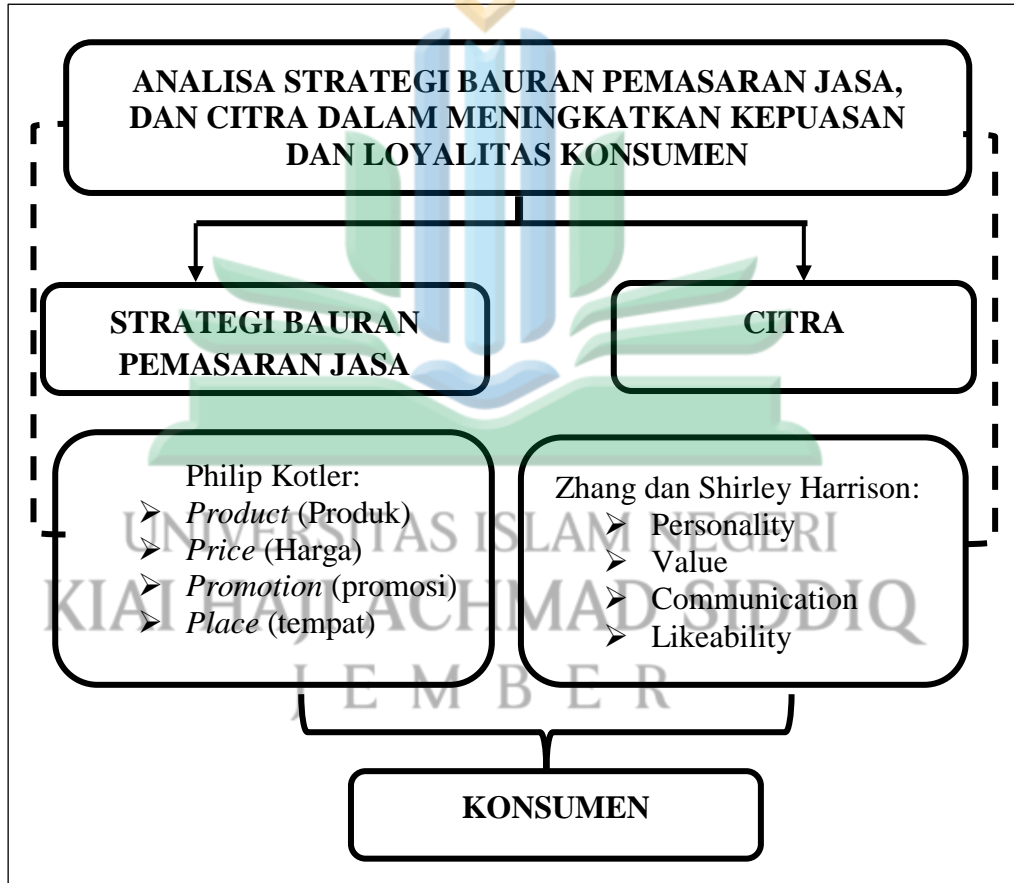 ANALISA STRATEGI BAURAN PEMASARAN JASA,
DAN CITRA DALAM MENINGKATKAN KEPUASAN
DAN LOYALITAS KONSUMEN
STRATEGI BAURAN
PEMASARAN JASA
CITRA
Philip Kotler:
➢ Product (Produk)
➢ Price (Harga)
➢ Promotion (promosi)
➢ Place (tempat)
Zhang dan Shirley Harrison:
➢ Personality
➢ Value
➢ Communication
➢ Likeability
UNIVERSITAS ISLAM NEGERI
KIAI HAJI ACHMAD SIDDIQ
JEMBER
KONSUMEN